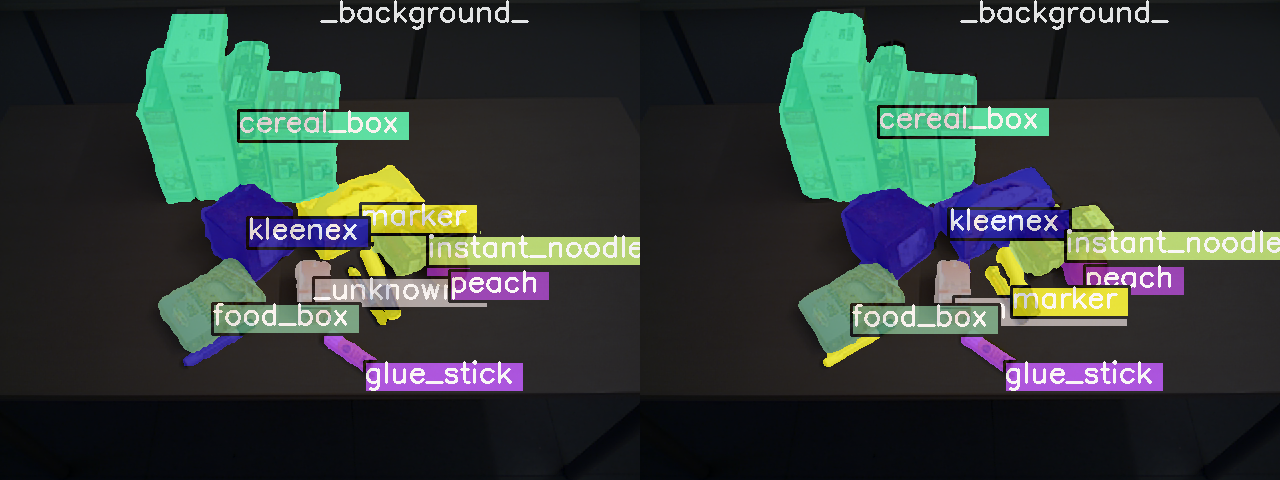 _background_
cereal_box
marker
kleenex
instant_noodle
peach
_unknown
food_box
glue_stick
_background_
cereal_box
kleenex
instant_noodle
peach
marker
food_box
glue_stick